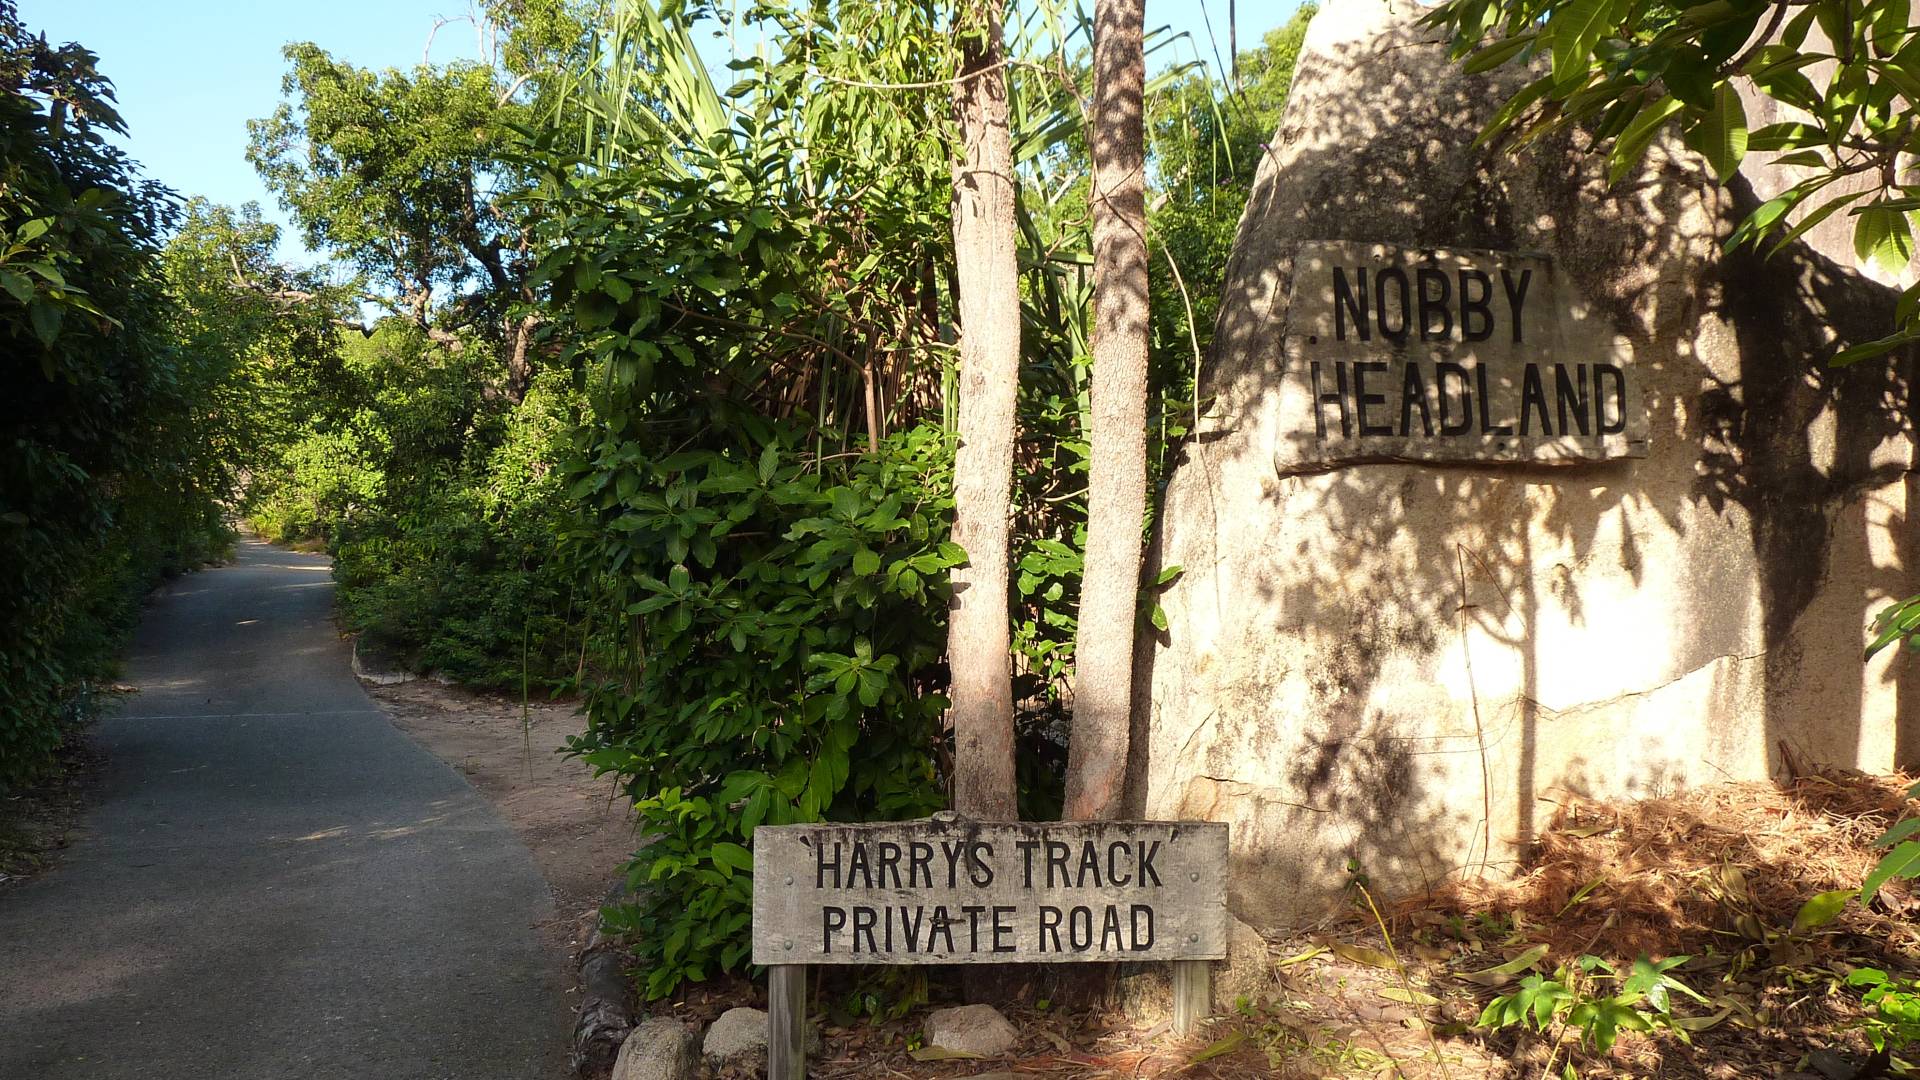 NOBBY
HEADLAND
'HARRYS TRACK'
PRIVATE ROAD